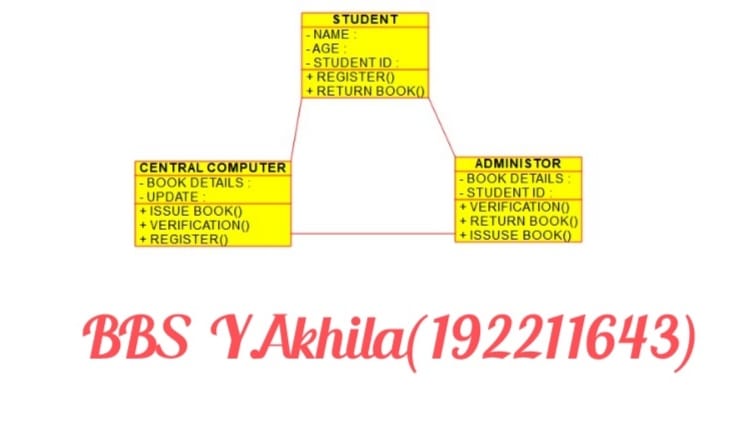 STUDENT
- NAME :
- AGE :
- STUDENT ID :
+ REGISTER()
+ RETURN BOOK()
CENTRAL COMPUTER
- BOOK DETAILS :
- UPDATE :
+ ISSUE BOOK()
+ VERIFICATION()
+ REGISTER()
ADMINISTOR
- BOOK DETAILS :
- STUDENT ID :
+ VERIFICATION()
+ RETURN BOOK()
+ ISSUSE BOOK()
BBS Y.Akhila(192211643)